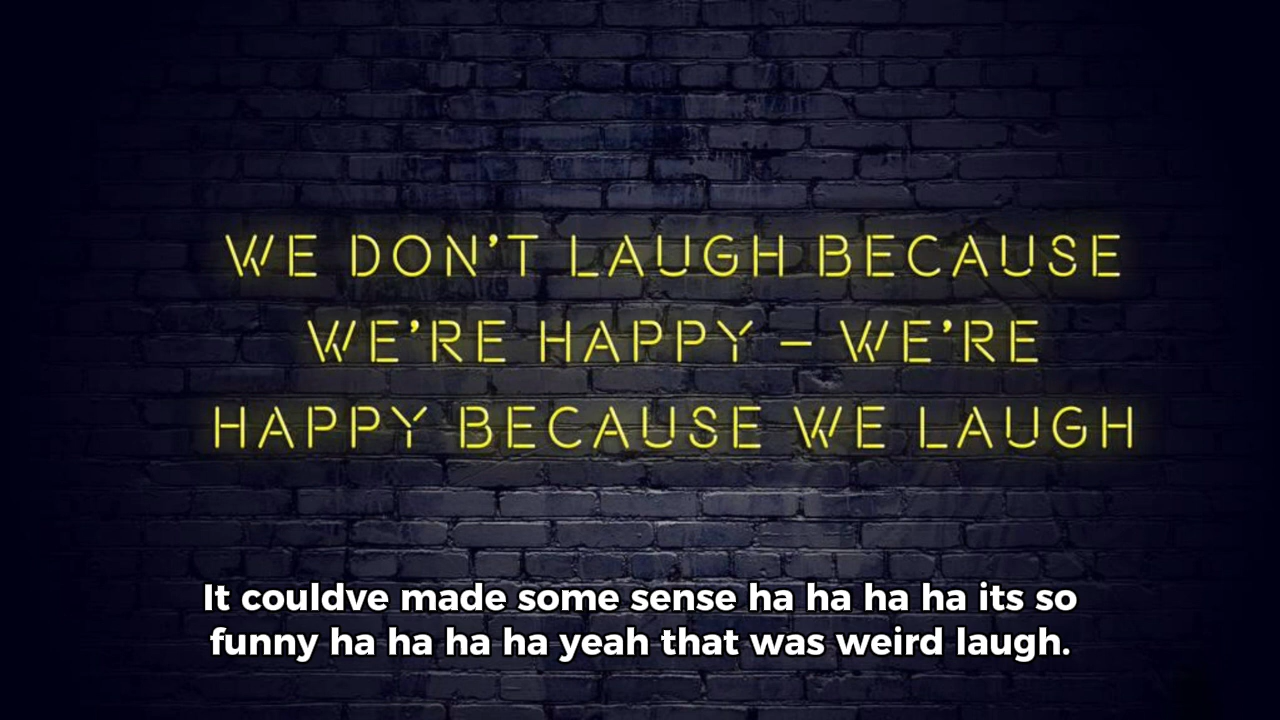 WE DON'T LAUGH BECAUSE
WE'RE HAPPY – WE'RE
HAPPY BECAUSE WE LAUGH
It couldve made some sense ha ha ha ha its so
funny ha ha ha ha yeah that was weird laugh.